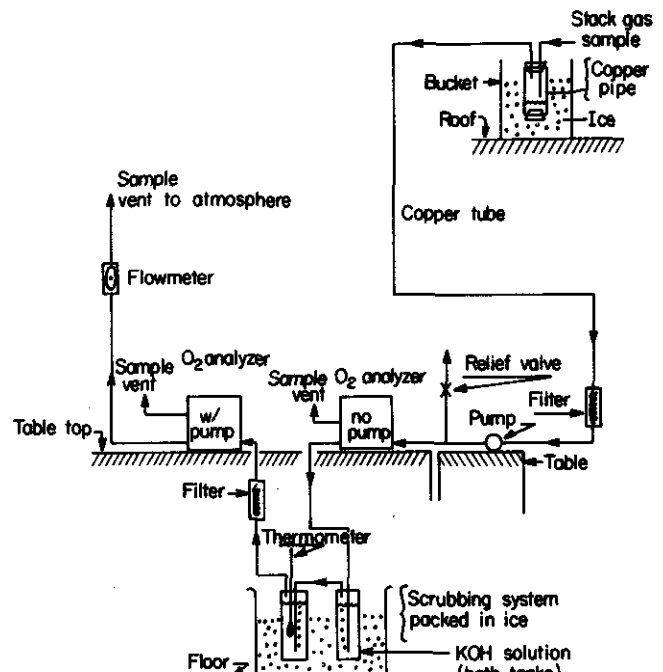 Stack gas
sample
Copper
pipe
Bucket
Roof
Ice
Sample
vent to atmosphere
Copper tube
Flowmeter
Sample
vent
O2 analyzer
Sample
vent
O2 analyzer
Relief valve
Filter
w/
pump
no
pump
Pump
Table top
Table
Filter
Thermometer
Scrubbing system
packed in ice
Floor
KOH solution
(both tanks)